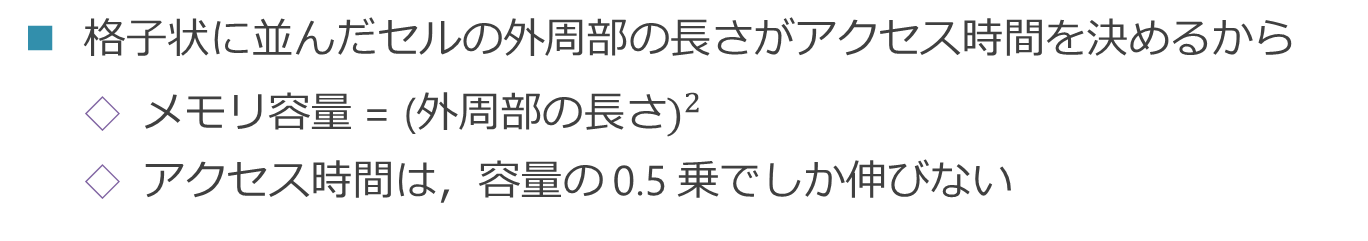 ■ 格子状に並んだセルの外周部の長さがアクセス時間を決めるから
◇ メモリ容量 = (外周部の長さ)²
◇ アクセス時間は，容量の 0.5 乗でしか伸びない